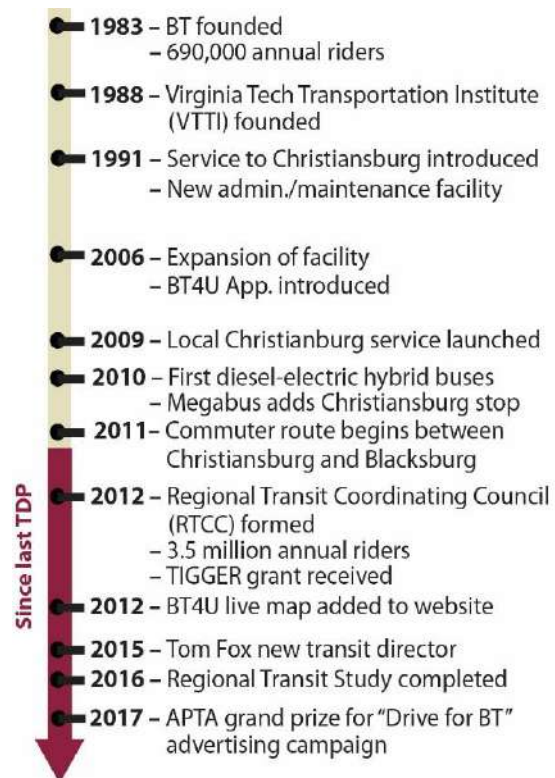 1983 – BT founded
– 690,000 annual riders
1988 – Virginia Tech Transportation Institute
(VTTI) founded
1991 – Service to Christiansburg introduced
– New admin./maintenance facility
2006 – Expansion of facility
– BT4U App. introduced
2009 – Local Christianburg service launched
2010 – First diesel-electric hybrid buses
– Megabus adds Christiansburg stop
2011 – Commuter route begins between
Christiansburg and Blacksburg
Since last TDP
2012 – Regional Transit Coordinating Council
(RTCC) formed
– 3.5 million annual riders
– TIGGER grant received
2012 – BT4U live map added to website
2015 – Tom Fox new transit director
2016 – Regional Transit Study completed
2017 – APTA grand prize for “Drive for BT”
advertising campaign